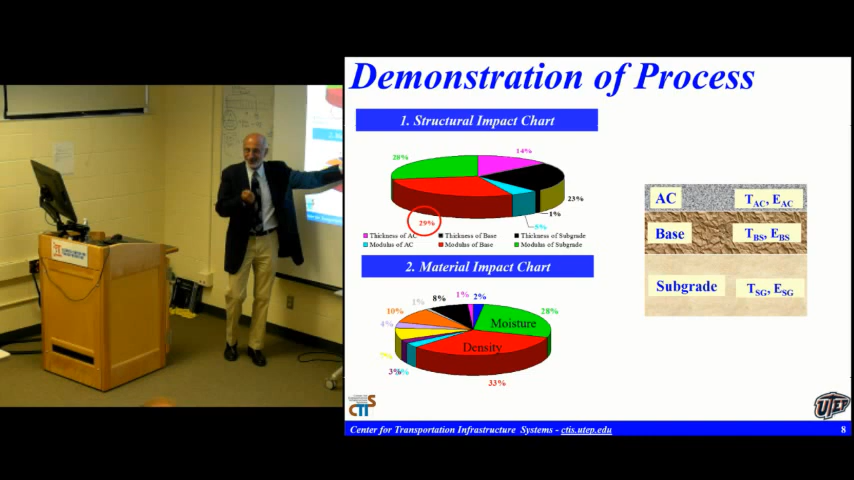 Demonstration of Process
1. Structural Impact Chart
28%
14%
23%
1%
5%
29%
Thickness of AC
Thickness of Base
Thickness of Subgrade
Modulus of AC
Modulus of Base
Modulus of Subgrade
AC
T_AC, E_AC
Base
T_BS, E_BS
Subgrade
T_SG, E_SG
2. Material Impact Chart
1%
8%
1%
2%
10%
28%
4%
Moisture
Density
3%
33%
CTIS
UTEP
Center for Transportation Infrastructure Systems - ctis.utep.edu
8